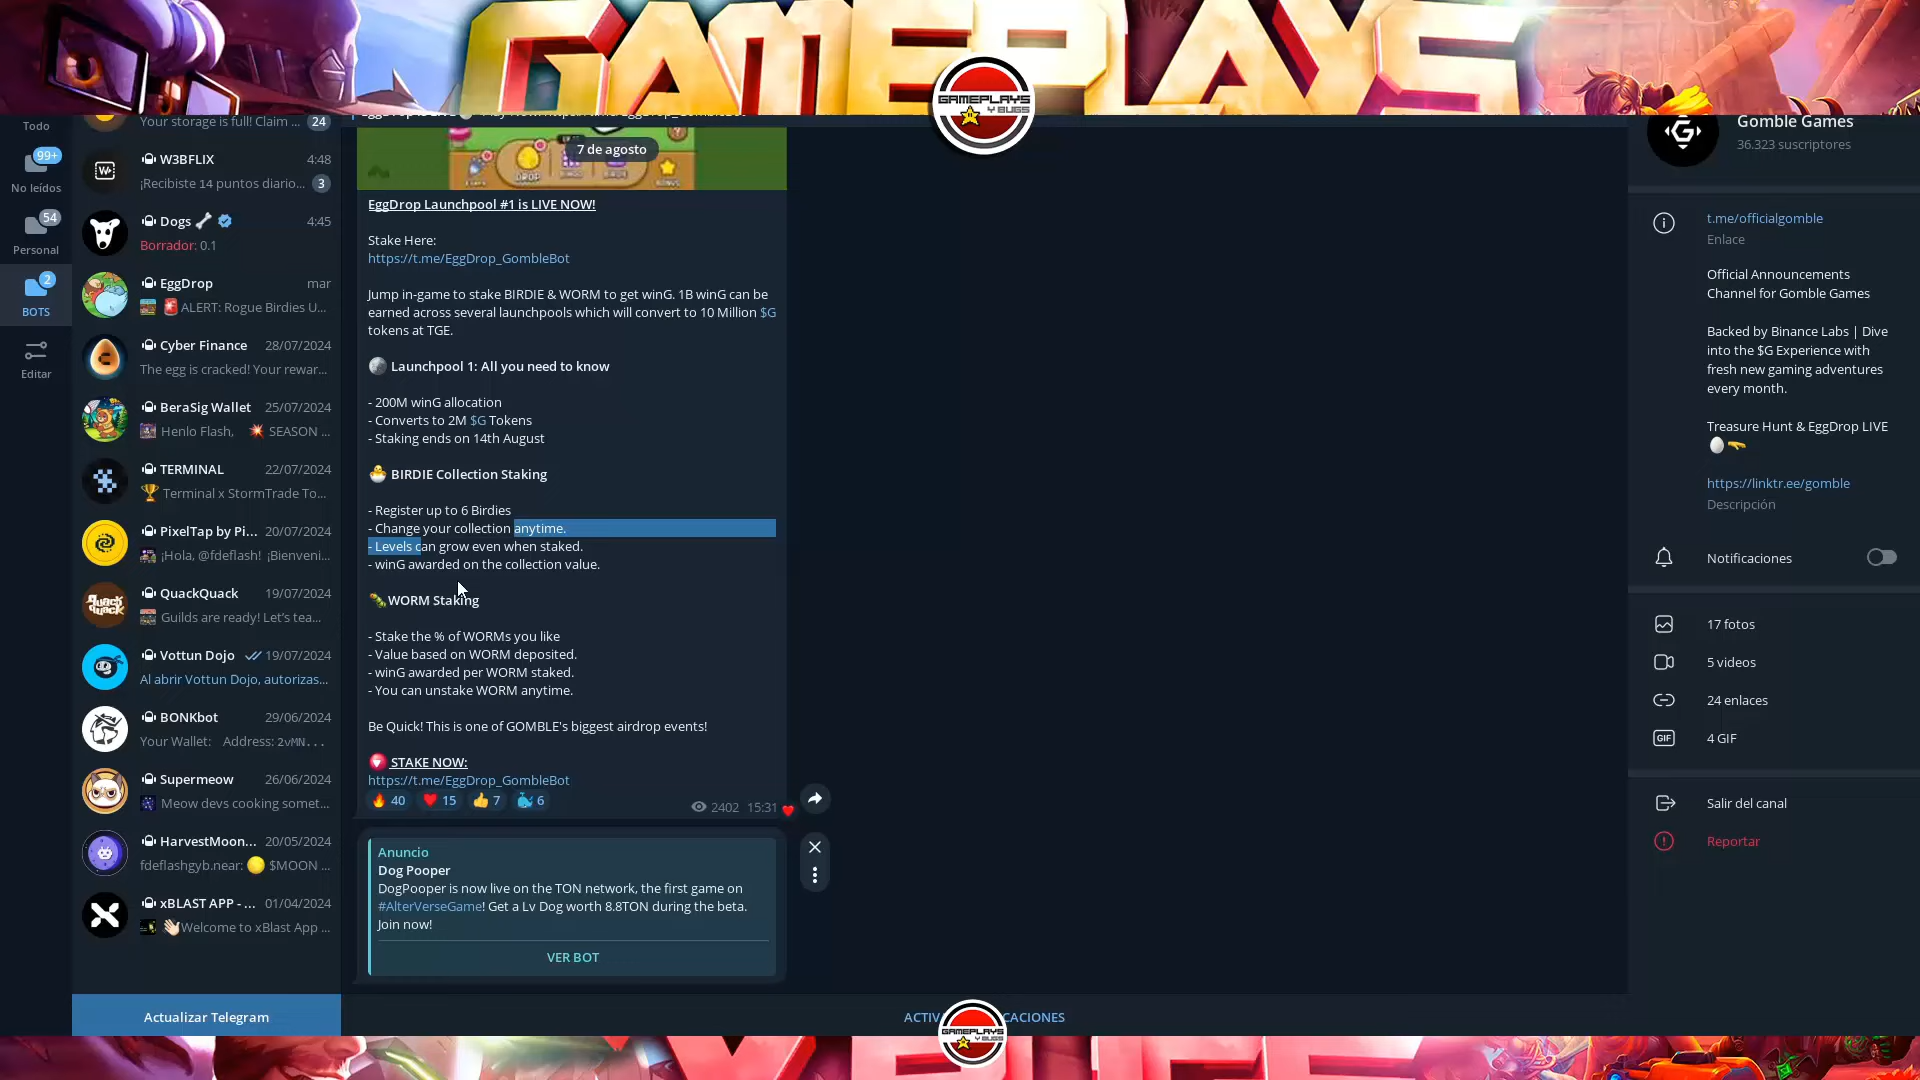 GAMEPLAYS
GAMEPLAYS
Y BUGS
Todo
99+
No leídos
54
Personal
2
BOTS
Editar
Your storage is full! Claim ... 24
W3BFLIX 4:48
¡Recibiste 14 puntos diario... 3
Dogs 4:45
Borrador: 0.1
EggDrop mar
ALERT: Rogue Birdies U...
Cyber Finance 28/07/2024
The egg is cracked! Your rewar...
BeraSig Wallet 25/07/2024
Henlo Flash, SEASON ...
TERMINAL 22/07/2024
Terminal x StormTrade To...
PixelTap by Pi... 20/07/2024
¡Hola, @fdeflash! ¡Bienveni...
QuackQuack 19/07/2024
Guilds are ready! Let's tea...
Vottun Dojo 19/07/2024
Al abrir Vottun Dojo, autorizas...
BONKbot 29/06/2024
Your Wallet: Address: 2vMN...
Supermeow 26/06/2024
Meow devs cooking somet...
HarvestMoon... 20/05/2024
fdeflashgyb.near: $MOON ...
xBLAST APP - ... 01/04/2024
Welcome to xBlast App ...
Actualizar Telegram
7 de agosto
DROP
EggDrop Launchpool #1 is LIVE NOW!
Stake Here:
https://t.me/EggDrop_GombleBot
Jump in-game to stake BIRDIE & WORM to get winG. 1B winG can be
earned across several launchpools which will convert to 10 Million $G
tokens at TGE.
Launchpool 1: All you need to know
- 200M winG allocation
- Converts to 2M $G Tokens
- Staking ends on 14th August
BIRDIE Collection Staking
- Register up to 6 Birdies
- Change your collection anytime.
- Levels can grow even when staked.
- winG awarded on the collection value.
WORM Staking
- Stake the % of WORMs you like
- Value based on WORM deposited.
- winG awarded per WORM staked.
- You can unstake WORM anytime.
Be Quick! This is one of GOMBLE's biggest airdrop events!
STAKE NOW:
https://t.me/EggDrop_GombleBot
40 15 7 6 2402 15:31
Anuncio
Dog Pooper
DogPooper is now live on the TON network, the first game on
#AlterVerseGame! Get a Lv Dog worth 8.8TON during the beta.
Join now!
VER BOT
Gomble Games
36.323 suscriptores
t.me/officialgomble
Enlace
Official Announcements
Channel for Gomble Games
Backed by Binance Labs | Dive
into the $G Experience with
fresh new gaming adventures
every month.
Treasure Hunt & EggDrop LIVE
https://linktr.ee/gomble
Descripción
Notificaciones
17 fotos
5 videos
24 enlaces
GIF 4 GIF
Salir del canal
Reportar
GAMEPLAYS
Y BUGS